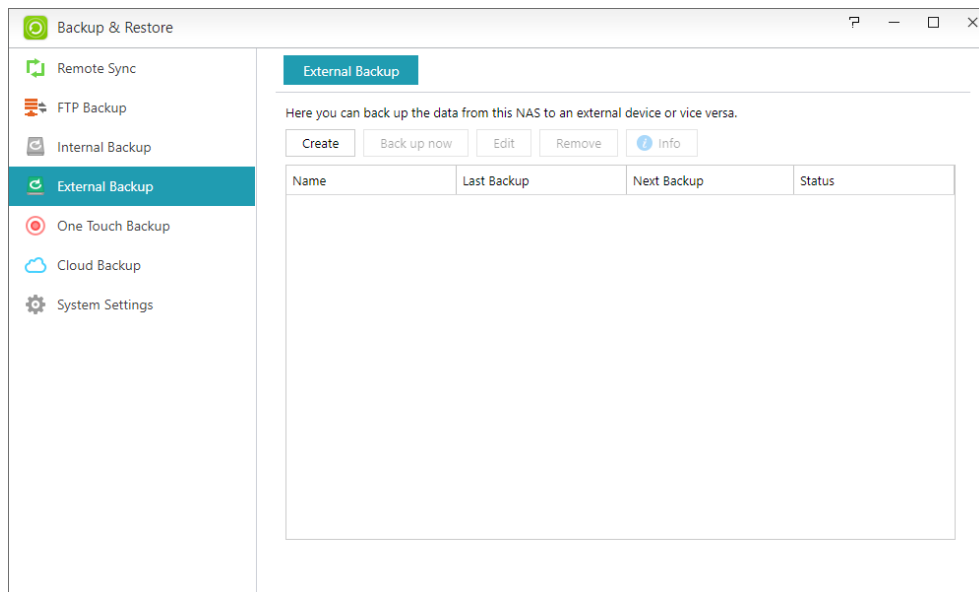 Backup & Restore
Remote Sync
FTP Backup
Internal Backup
External Backup
One Touch Backup
Cloud Backup
System Settings
External Backup
Here you can back up the data from this NAS to an external device or vice versa.
Create Back up now Edit Remove i Info
Name Last Backup Next Backup Status